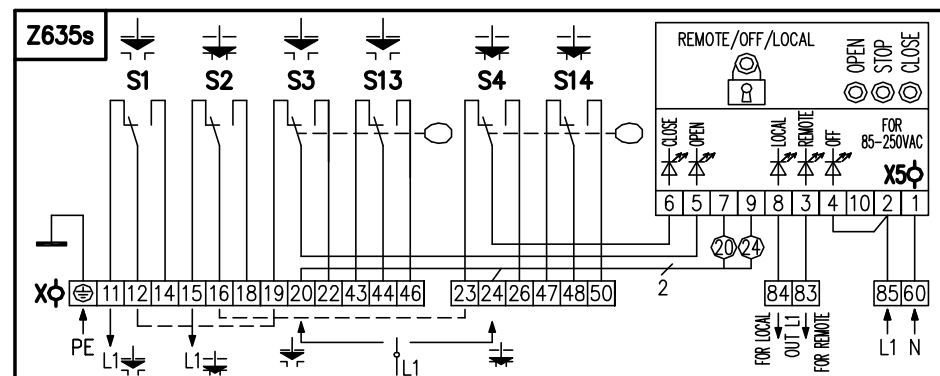 Z635s
S1 S2 S3 S13 S4 S14
REMOTE/OFF/LOCAL
OPEN
STOP
CLOSE
CLOSE
OPEN
LOCAL
REMOTE
OFF
FOR
85-250VAC
X5
6 5 7 9 8 3 4 10 2 1
20 24
2
X
11 12 14 15 16 18 19 20 22 43 44 46 23 24 26 47 48 50
84 83
85 60
PE
L1
L1
L1
FOR LOCAL
OUT L1
FOR REMOTE
L1 N